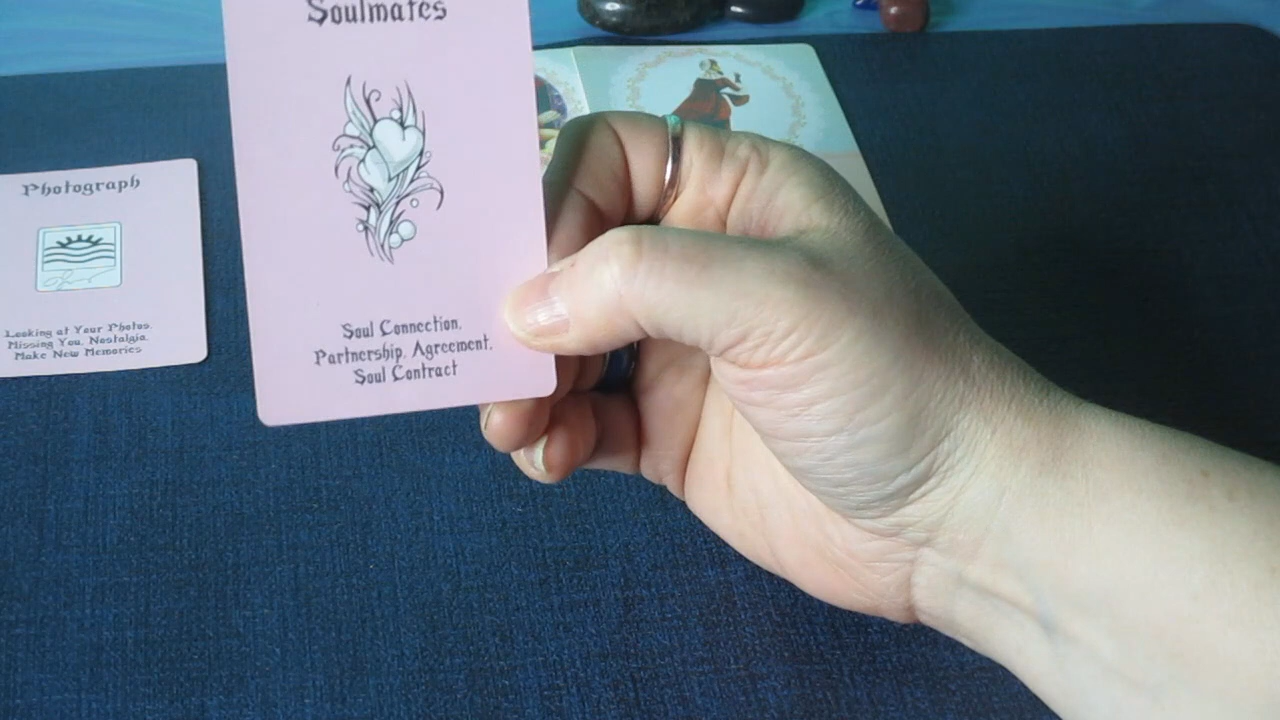 Soulmates
Soul Connection,
Partnership, Agreement,
Soul Contract
Photograph
Looking at Your Photos,
Missing You, Nostalgia,
Make New Memories